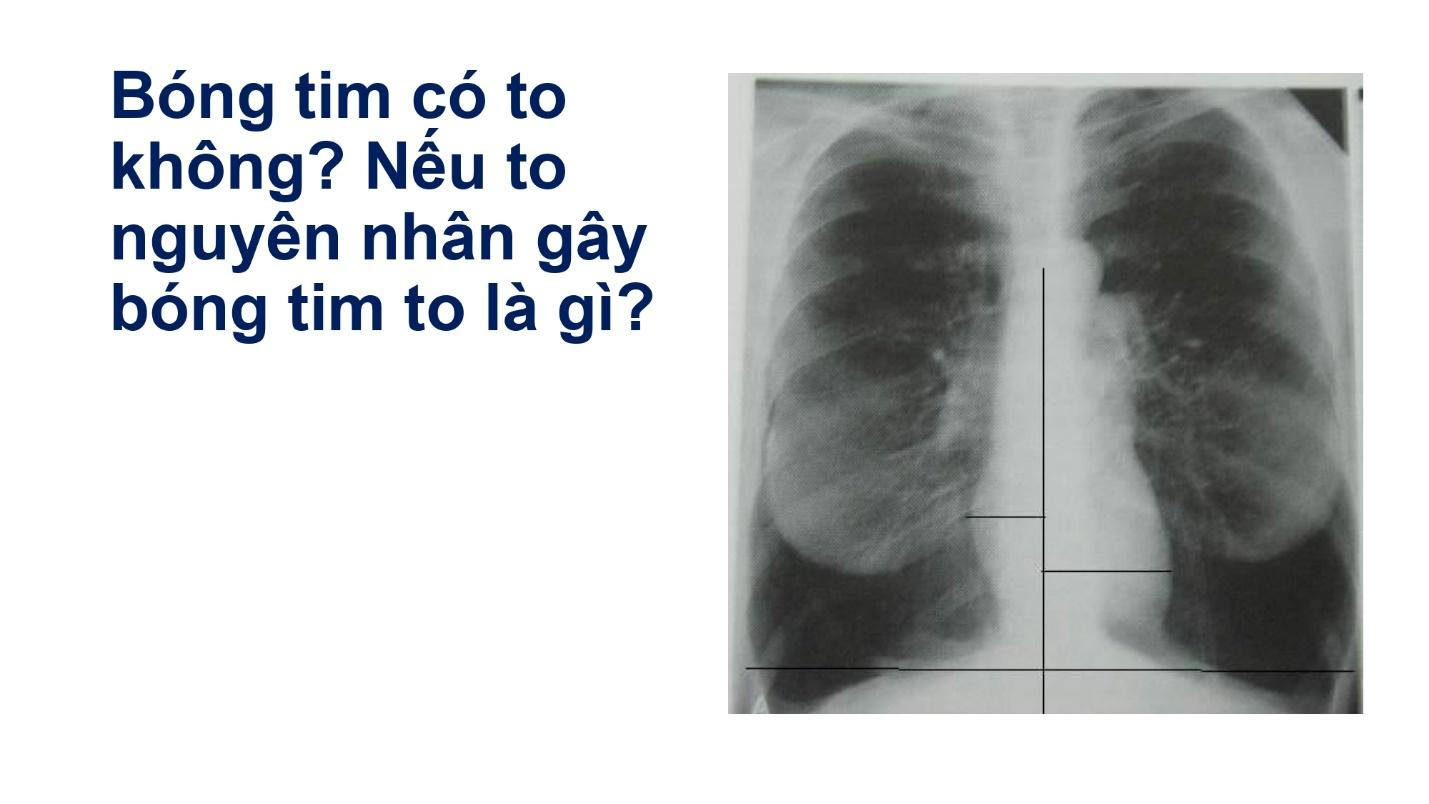 Bóng tim có to
không? Nếu to
nguyên nhân gây
bóng tim to là gì?